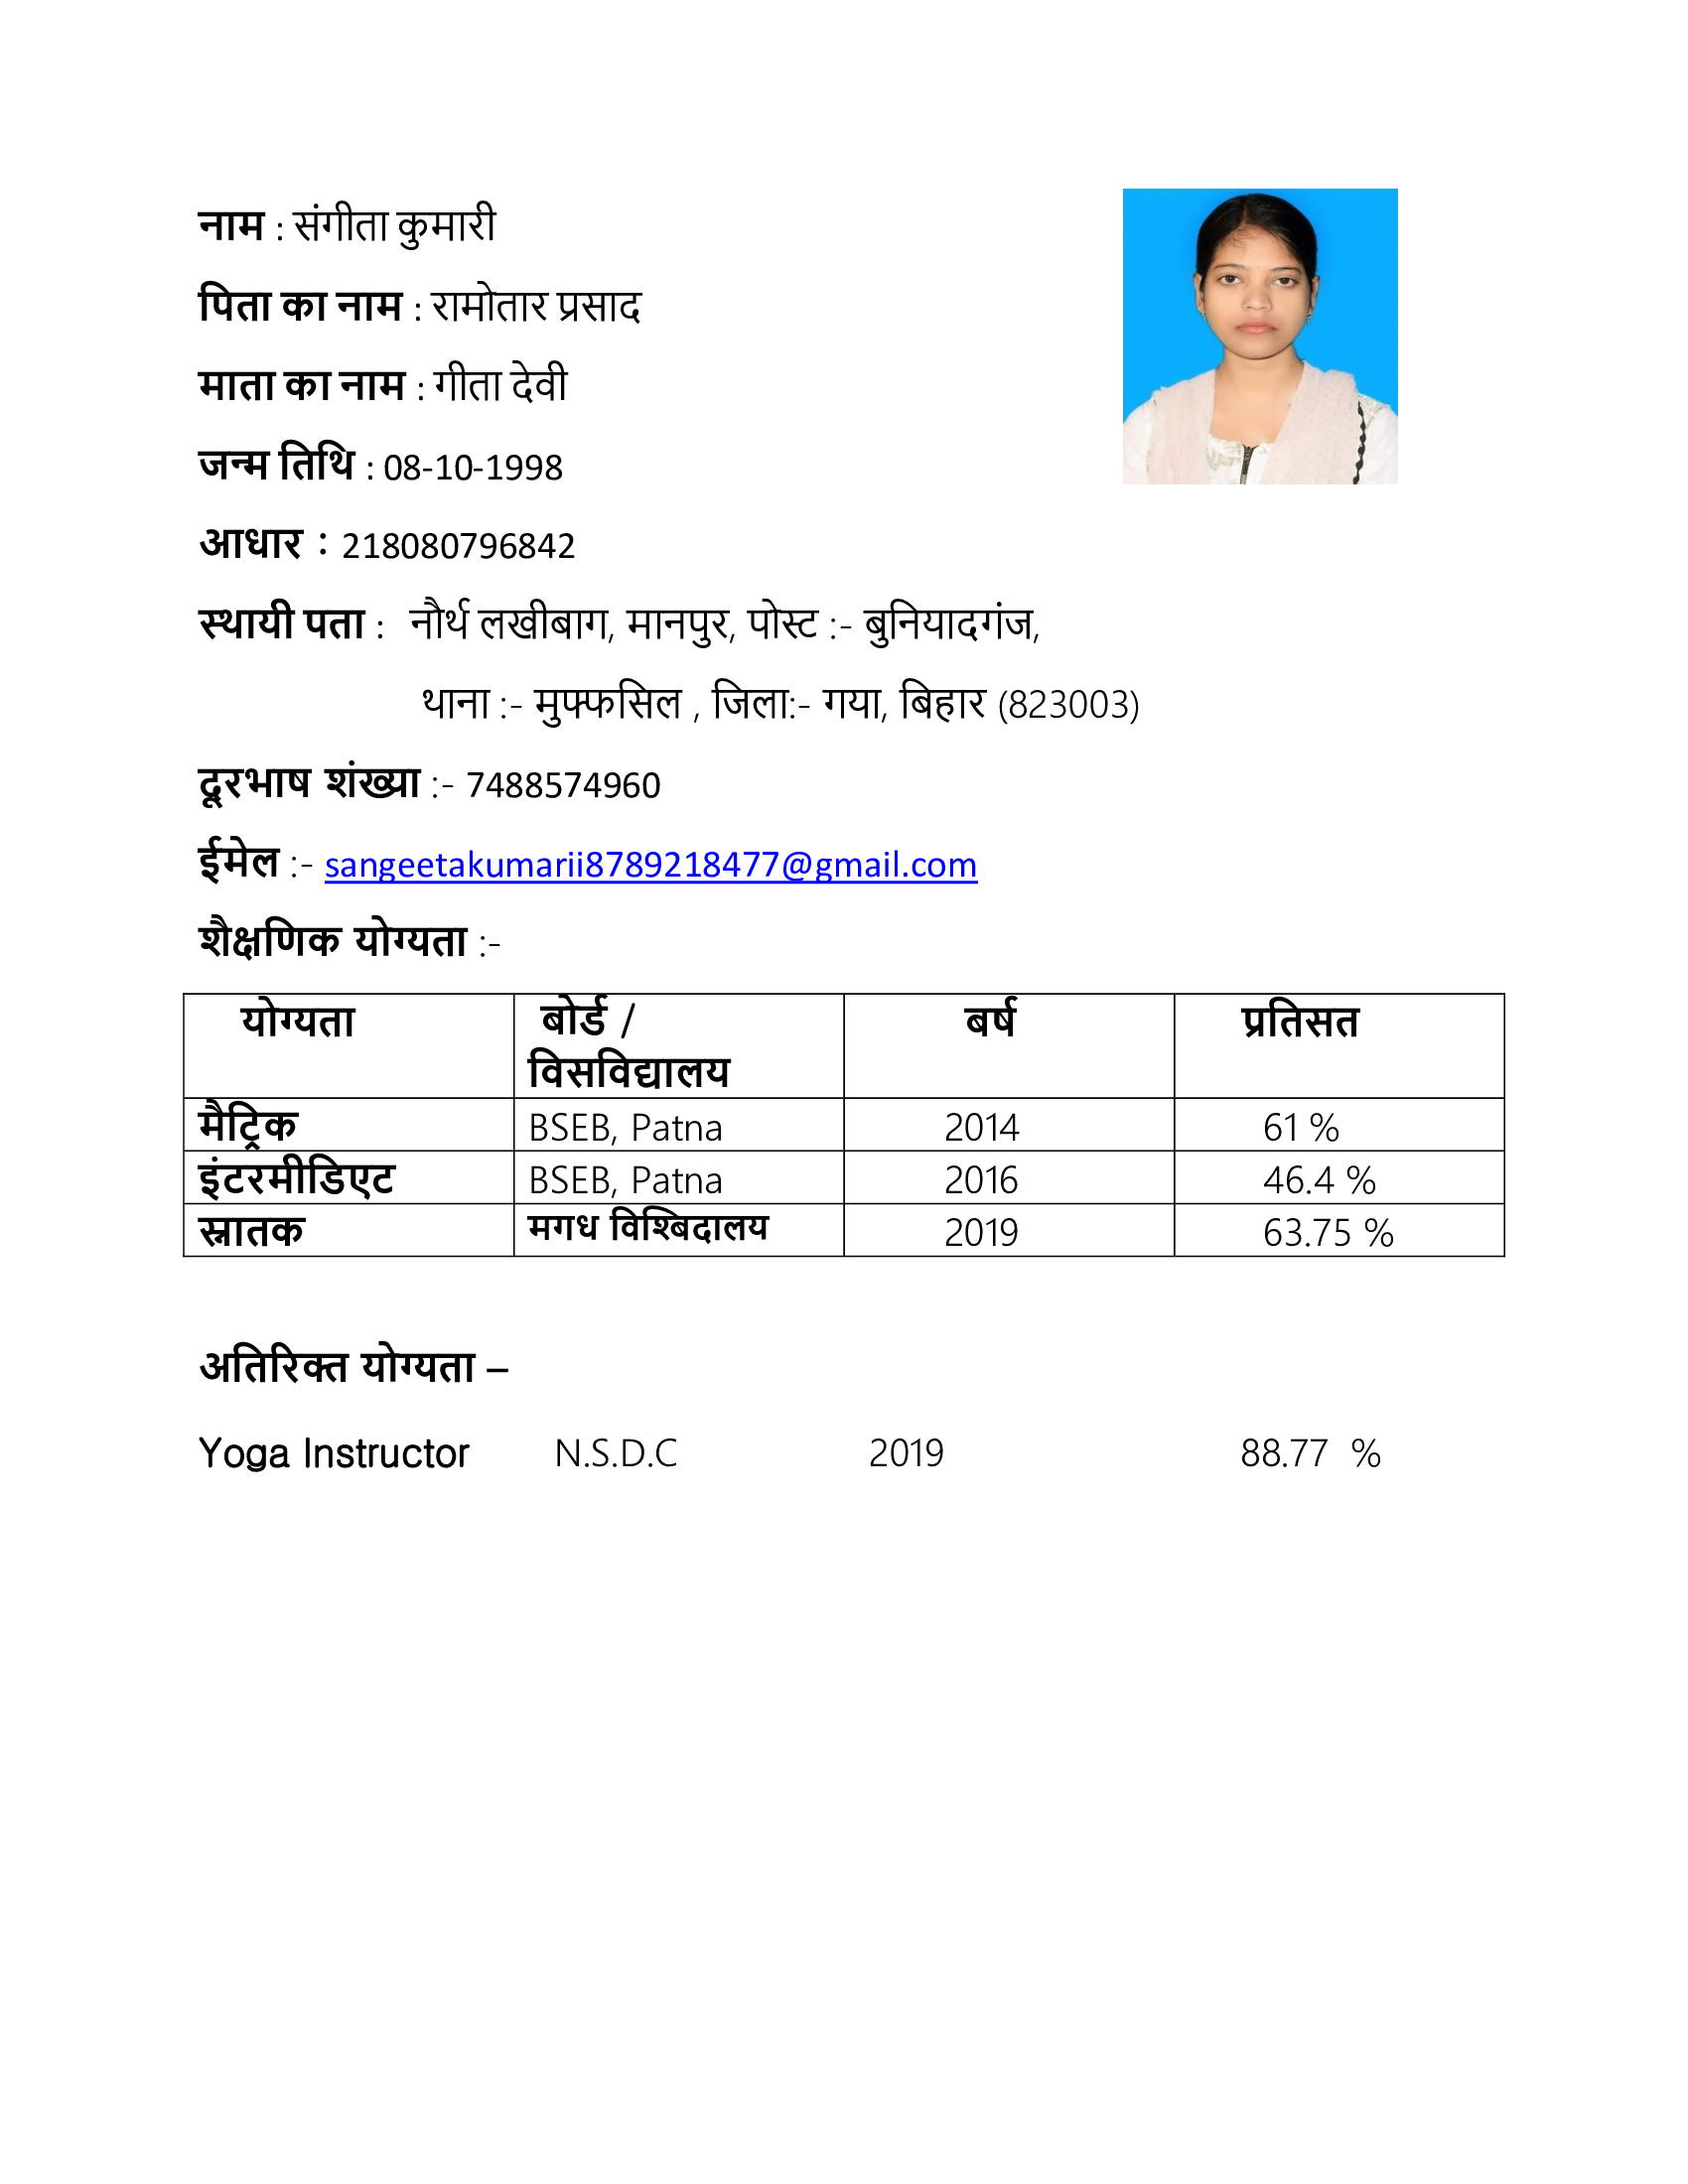 नाम : संगीता कुमारी
पिता का नाम : रामोतार प्रसाद
माता का नाम : गीता देवी
जन्म तिथि : 08-10-1998
आधार : 218080796842
स्थायी पता : नौर्थ लखीबाग, मानपुर, पोस्ट :- बुनियादगंज,
थाना :- मुफ्फसिल , जिला:- गया, बिहार (823003)
दूरभाष शंख्या :- 7488574960
ईमेल :- sangeetakumarii8789218477@gmail.com
शैक्षणिक योग्यता :-
योग्यता बोर्ड / बर्ष प्रतिसत
विसविद्यालय
मैट्रिक BSEB, Patna 2014 61 %
इंटरमीडिएट BSEB, Patna 2016 46.4 %
स्नातक मगध विश्बिदालय 2019 63.75 %
अतिरिक्त योग्यता –
Yoga Instructor N.S.D.C 2019 88.77 %